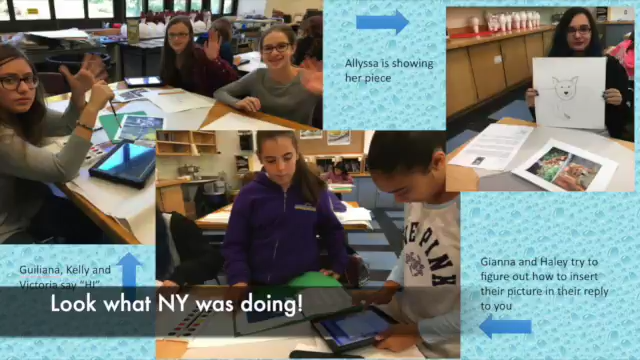 Allyssa is showing
her piece
Guiliana, Kelly and
Victoria say "HI"
Gianna and Haley try to
figure out how to insert
their picture in their reply
to you
PINK
Look what NY was doing!